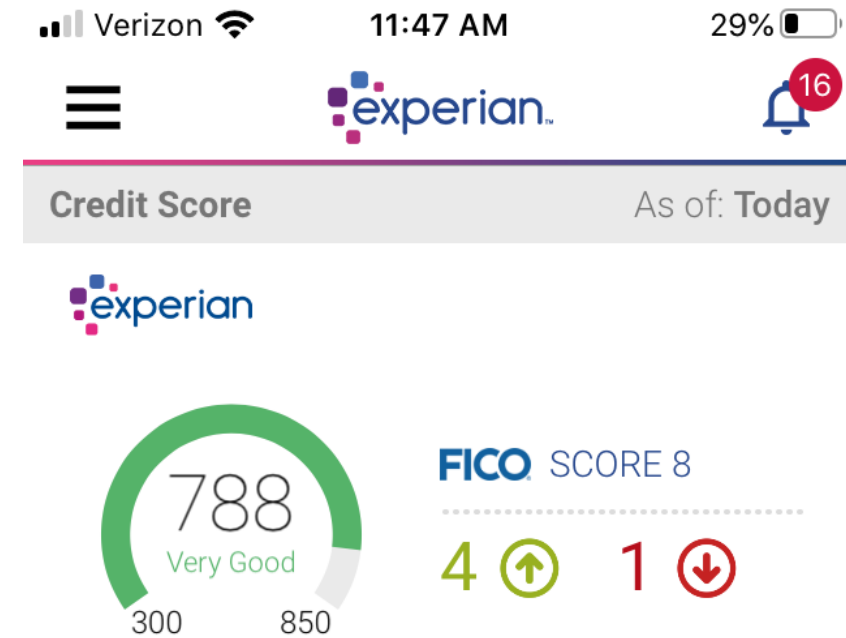 Verizon 11:47 AM 29%
experian™ 16
Credit Score As of: Today
experian
788
Very Good
300 850
FICO SCORE 8
4 1